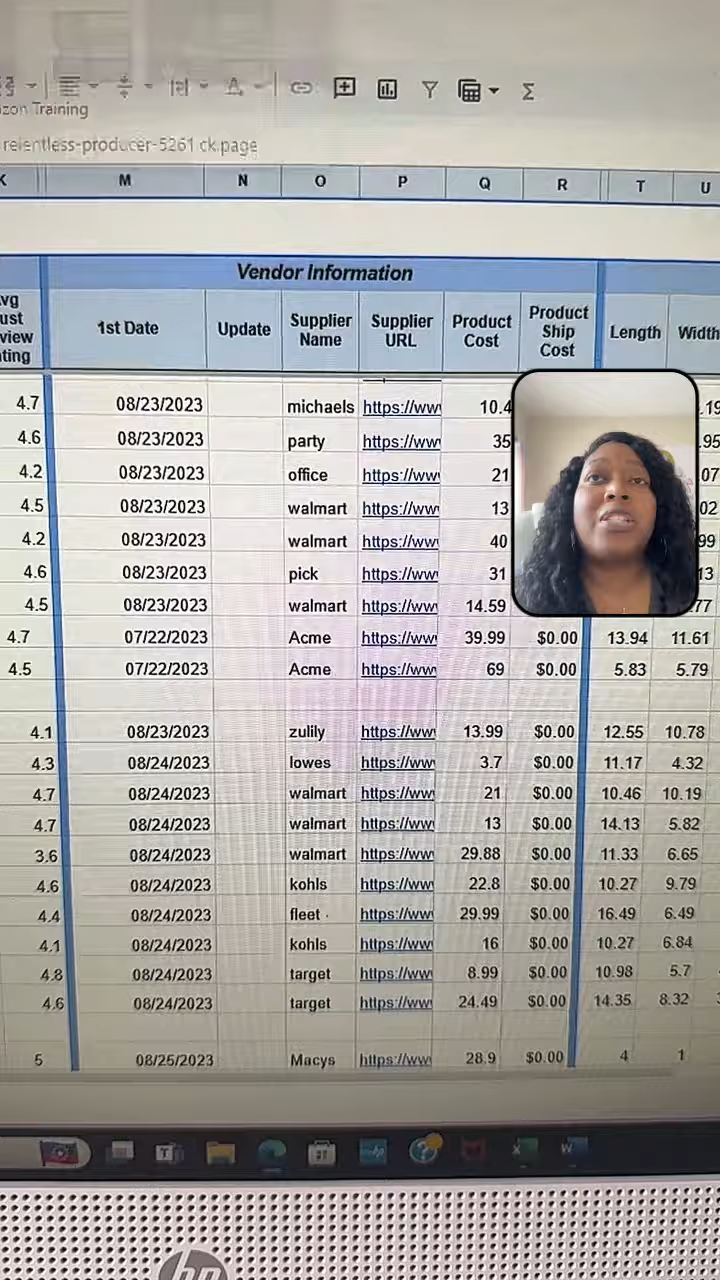 zon Training
relentless-producer-5261 ck.page
K M N O P Q R T U
Vendor Information
Avg
ust
view
ating
1st Date Update Supplier Name Supplier URL Product Cost Product Ship Cost Length Width
4.7 08/23/2023 michaels https://ww 10.4 .19
4.6 08/23/2023 party https://ww 35 .95
4.2 08/23/2023 office https://ww 21 07
4.5 08/23/2023 walmart https://ww 13 02
4.2 08/23/2023 walmart https://ww 40 99
4.6 08/23/2023 pick https://ww 31 13
4.5 08/23/2023 walmart https://ww 14.59 .77
4.7 07/22/2023 Acme https://ww 39.99 $0.00 13.94 11.61
4.5 07/22/2023 Acme https://ww 69 $0.00 5.83 5.79
4.1 08/23/2023 zulily https://ww 13.99 $0.00 12.55 10.78
4.3 08/24/2023 lowes https://ww 3.7 $0.00 11.17 4.32
4.7 08/24/2023 walmart https://ww 21 $0.00 10.46 10.19
4.7 08/24/2023 walmart https://ww 13 $0.00 14.13 5.82
3.6 08/24/2023 walmart https://ww 29.88 $0.00 11.33 6.65
4.6 08/24/2023 kohls https://ww 22.8 $0.00 10.27 9.79
4.4 08/24/2023 fleet https://ww 29.99 $0.00 16.49 6.49
4.1 08/24/2023 kohls https://ww 16 $0.00 10.27 6.84
4.8 08/24/2023 target https://ww 8.99 $0.00 10.98 5.7
4.6 08/24/2023 target https://ww 24.49 $0.00 14.35 8.32
5 08/25/2023 Macys https://ww 28.9 $0.00 4 1
hp